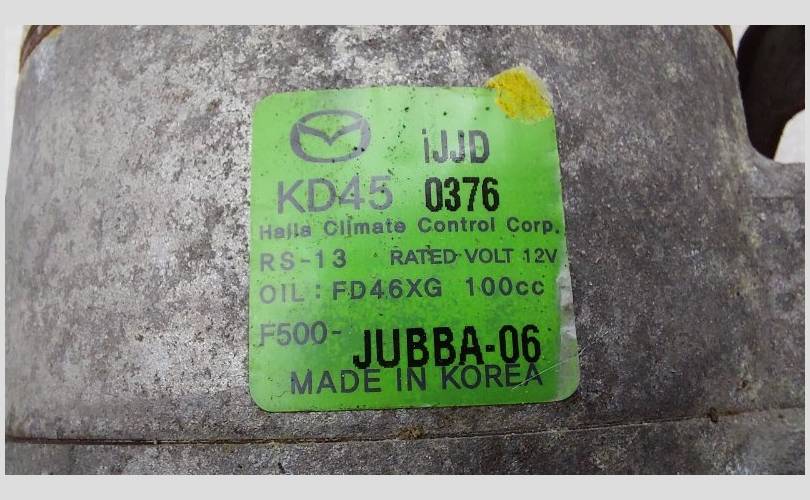 iJJD
KD45 0376
Halla Climate Control Corp.
RS-13 RATED VOLT 12V
OIL : FD46XG 100cc
F500- JUBBA-06
MADE IN KOREA